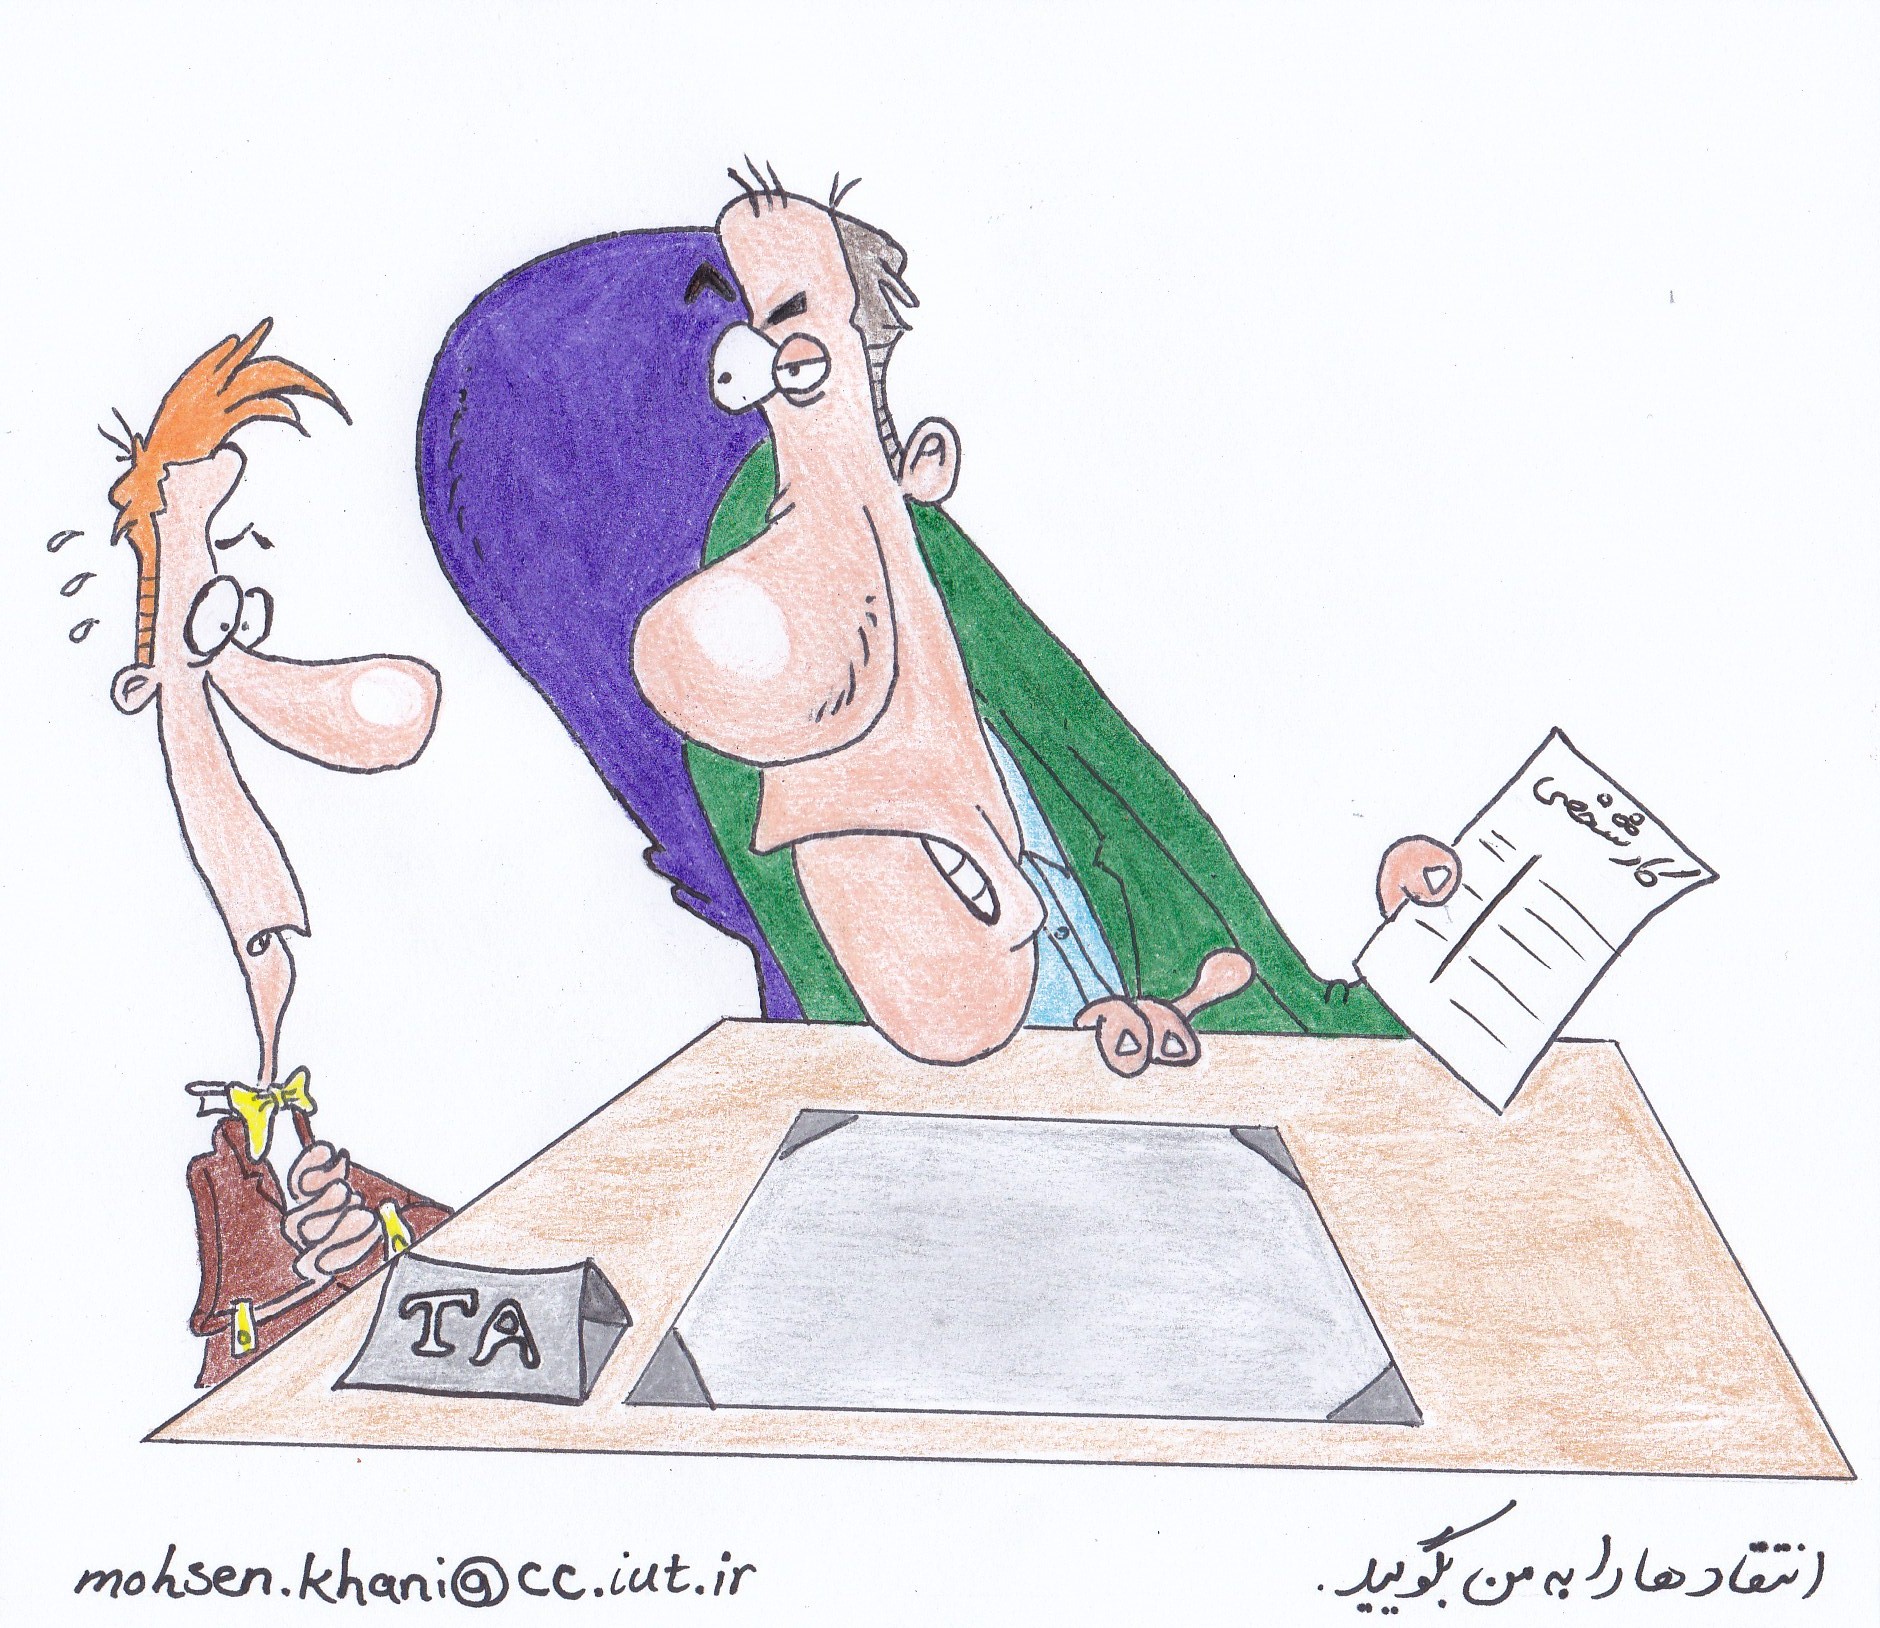 کار شخصی
TA
انتقادها را به من بگویید.
mohsen.khani@cc.iut.ir